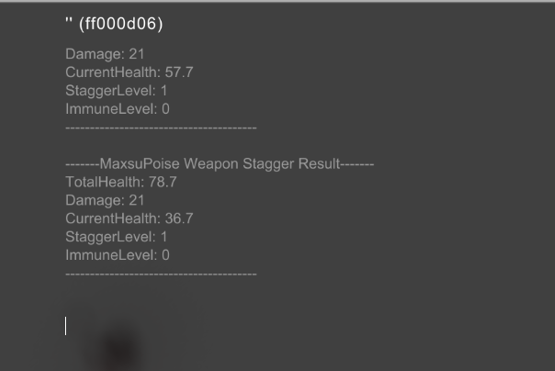 " (ff000d06)
Damage: 21
CurrentHealth: 57.7
StaggerLevel: 1
ImmuneLevel: 0
---------------------------------------
-------MaxsuPoise Weapon Stagger Result-------
TotalHealth: 78.7
Damage: 21
CurrentHealth: 36.7
StaggerLevel: 1
ImmuneLevel: 0
---------------------------------------